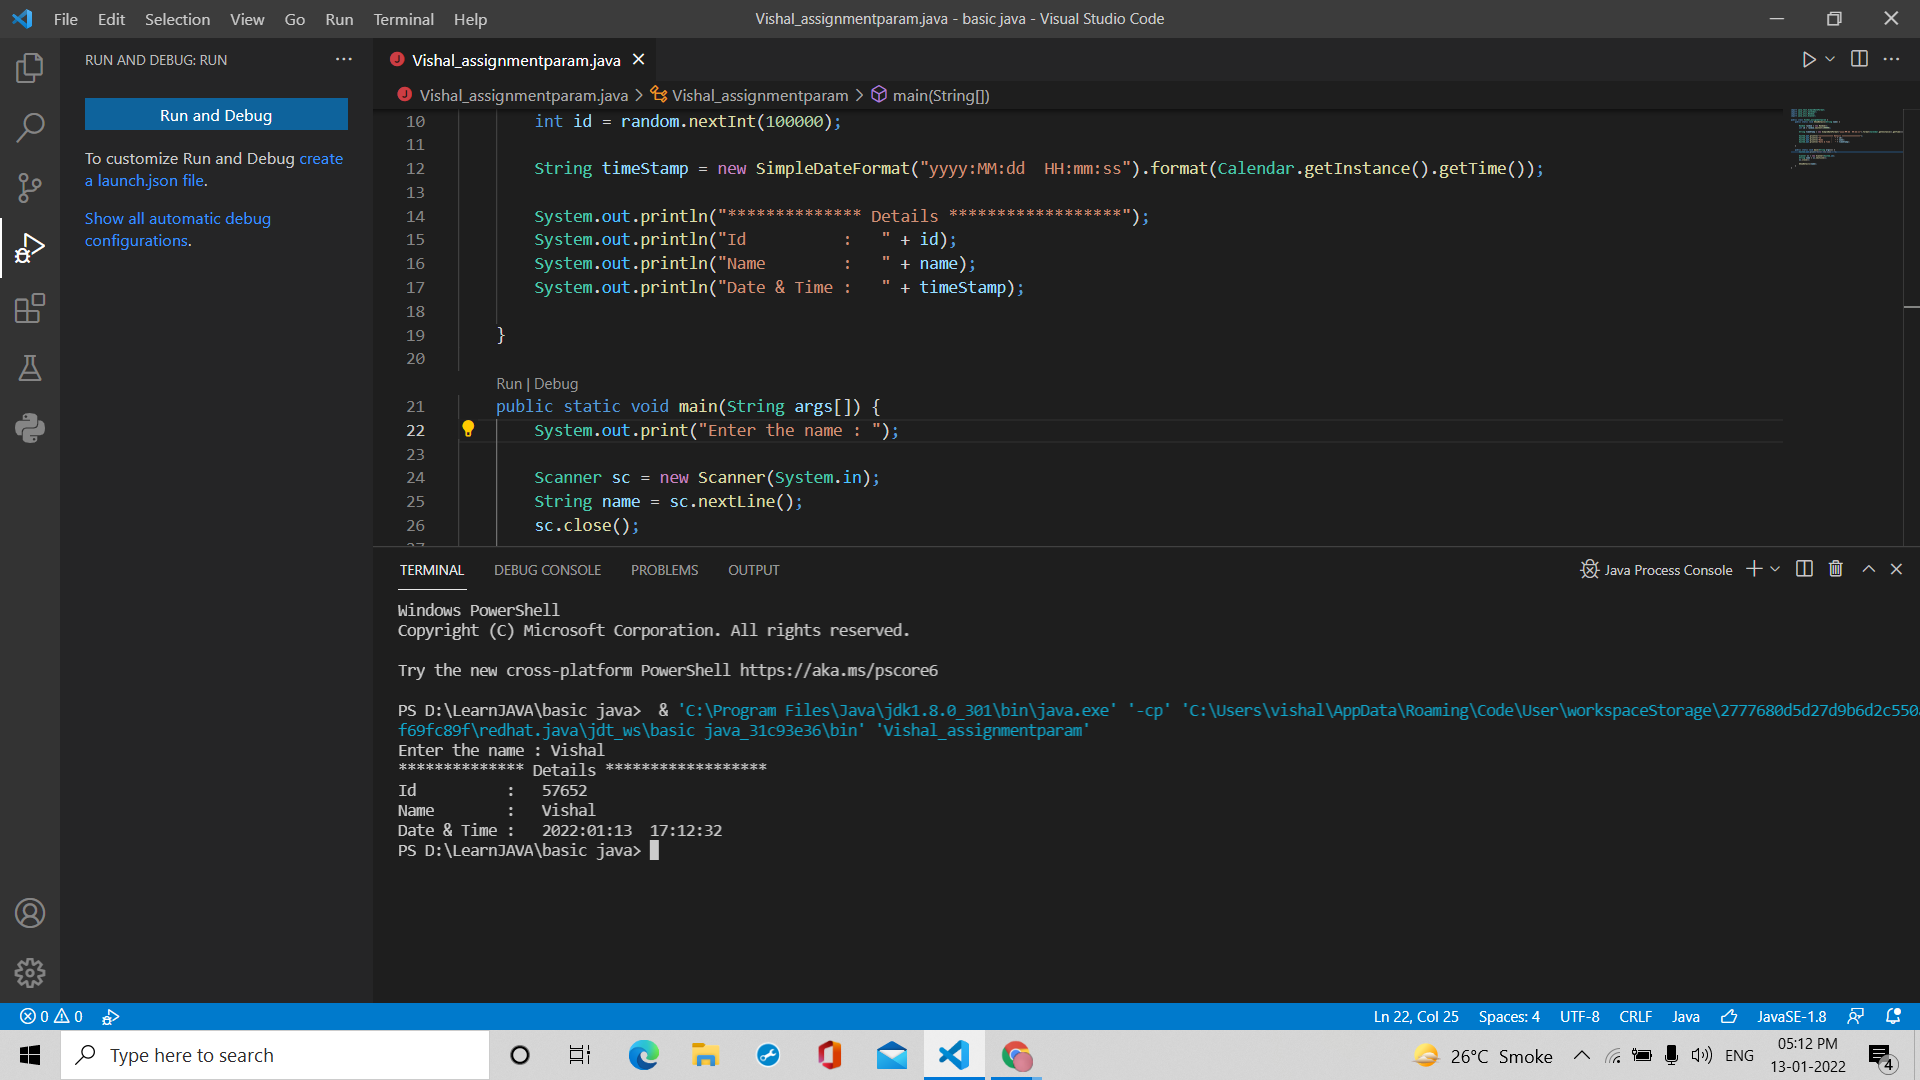 File Edit Selection View Go Run Terminal Help
Vishal_assignmentparam.java - basic java - Visual Studio Code
RUN AND DEBUG: RUN
Run and Debug
To customize Run and Debug create
a launch.json file.
Show all automatic debug
configurations.
Vishal_assignmentparam.java
Vishal_assignmentparam.java > Vishal_assignmentparam > main(String[])
10 int id = random.nextInt(100000);
11
12 String timeStamp = new SimpleDateFormat("yyyy:MM:dd  HH:mm:ss").format(Calendar.getInstance().getTime());
13
14 System.out.println("************** Details ******************");
15 System.out.println("Id          :   " + id);
16 System.out.println("Name        :   " + name);
17 System.out.println("Date & Time :   " + timeStamp);
18
19 }
20
Run | Debug
21 public static void main(String args[]) {
22 System.out.print("Enter the name : ");
23
24 Scanner sc = new Scanner(System.in);
25 String name = sc.nextLine();
26 sc.close();
27
TERMINAL DEBUG CONSOLE PROBLEMS OUTPUT
Java Process Console
Windows PowerShell
Copyright (C) Microsoft Corporation. All rights reserved.
Try the new cross-platform PowerShell https://aka.ms/pscore6
PS D:\LearnJAVA\basic java>  & 'C:\Program Files\Java\jdk1.8.0_301\bin\java.exe' '-cp' 'C:\Users\vishal\AppData\Roaming\Code\User\workspaceStorage\2777680d5d27d9b6d2c550
f69fc89f\redhat.java\jdt_ws\basic java_31c93e36\bin' 'Vishal_assignmentparam'
Enter the name : Vishal
************** Details ******************
Id          :   57652
Name        :   Vishal
Date & Time :   2022:01:13  17:12:32
PS D:\LearnJAVA\basic java>
0 0
Ln 22, Col 25 Spaces: 4 UTF-8 CRLF Java JavaSE-1.8
Type here to search
26°C Smoke
ENG
05:12 PM
13-01-2022
4